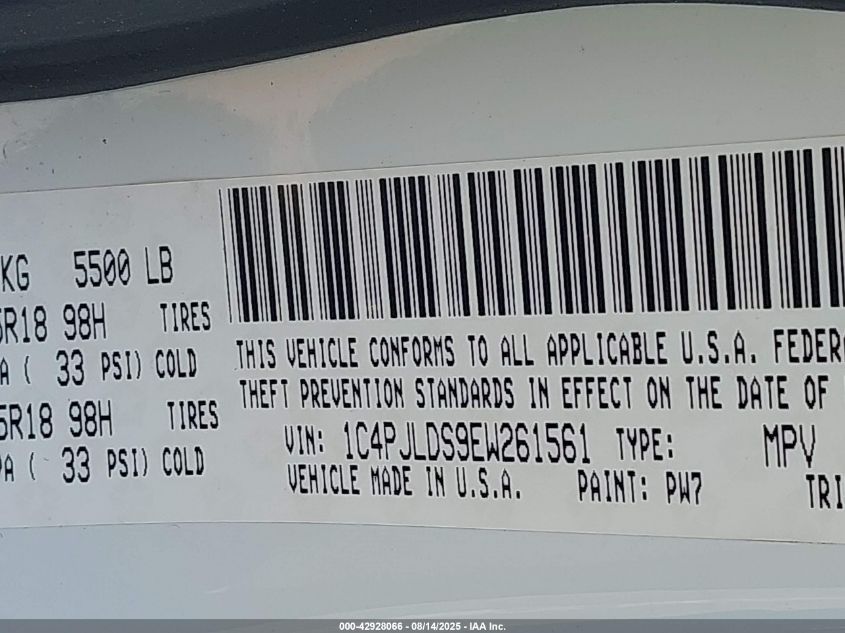 KG 5500 LB
5R18 98H TIRES
A ( 33 PSI) COLD
5R18 98H TIRES
PA ( 33 PSI) COLD
THIS VEHICLE CONFORMS TO ALL APPLICABLE U.S.A. FEDER
THEFT PREVENTION STANDARDS IN EFFECT ON THE DATE OF
VIN: 1C4PJLDS9EW261561 TYPE: MPV
VEHICLE MADE IN U.S.A. PAINT: PW7 TRI
000-42928066 - 08/14/2025 - IAA Inc.